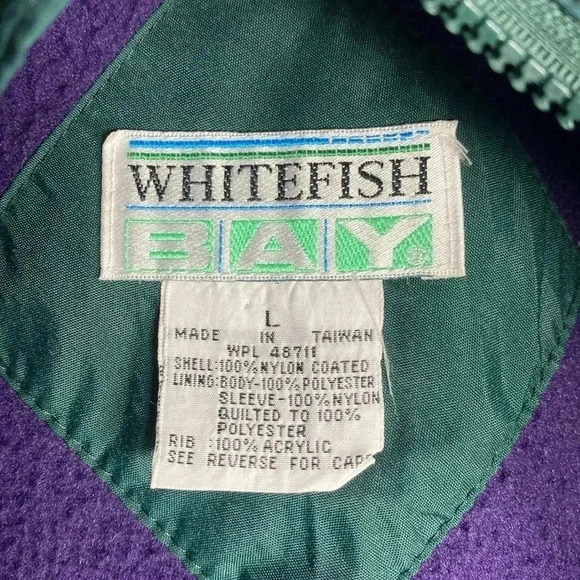 WHITEFISH
BAY®
L
MADE IN TAIWAN
WPL 48711
SHELL:100%NYLON COATED
LINING:BODY-100%POLYESTER
SLEEVE-100%NYLON
QUILTED TO 100%
POLYESTER
RIB :100%ACRYLIC
SEE REVERSE FOR CARE